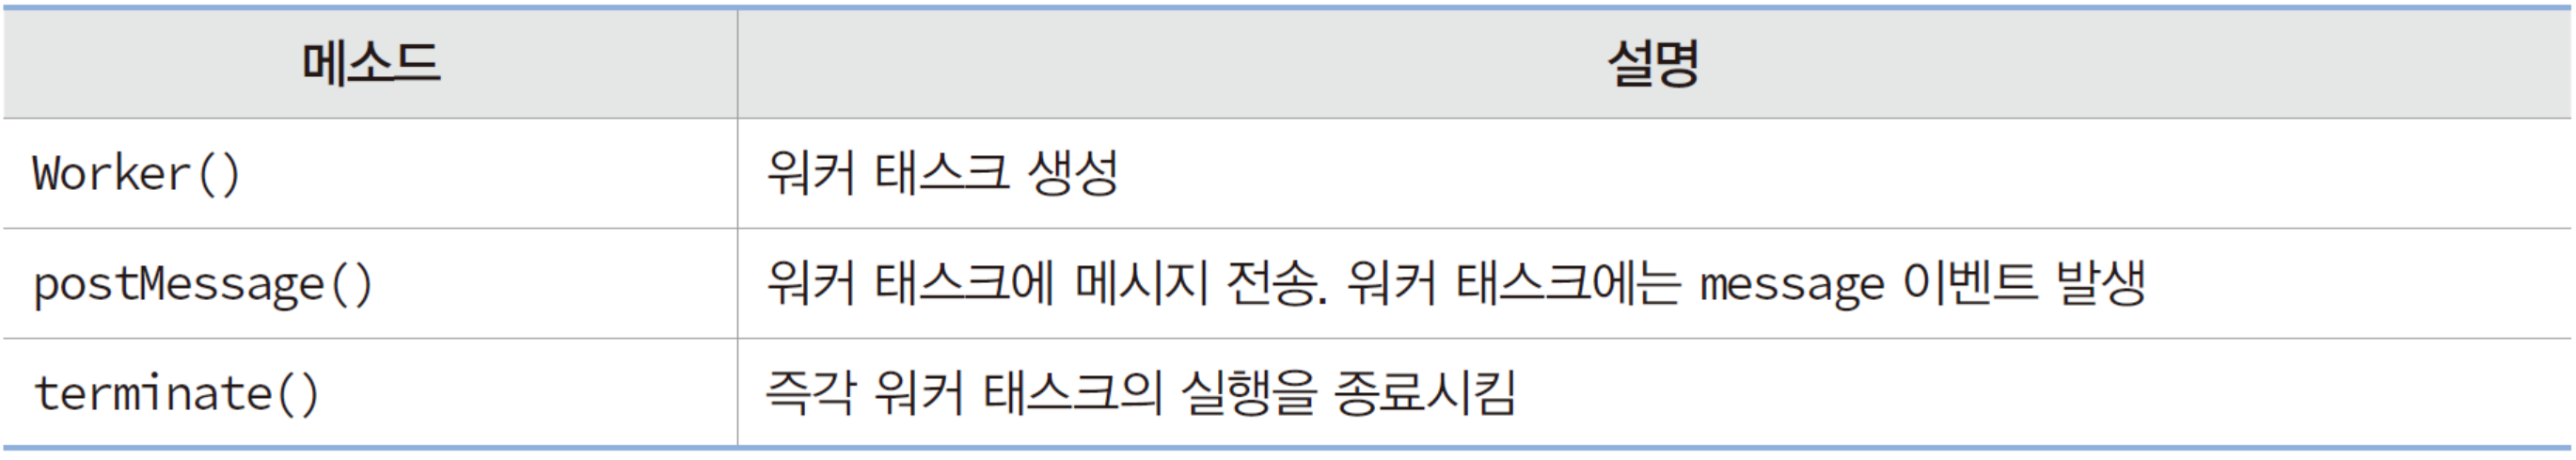 메소드 설명
Worker() 워커 태스크 생성
postMessage() 워커 태스크에 메시지 전송. 워커 태스크에는 message 이벤트 발생
terminate() 즉각 워커 태스크의 실행을 종료시킴